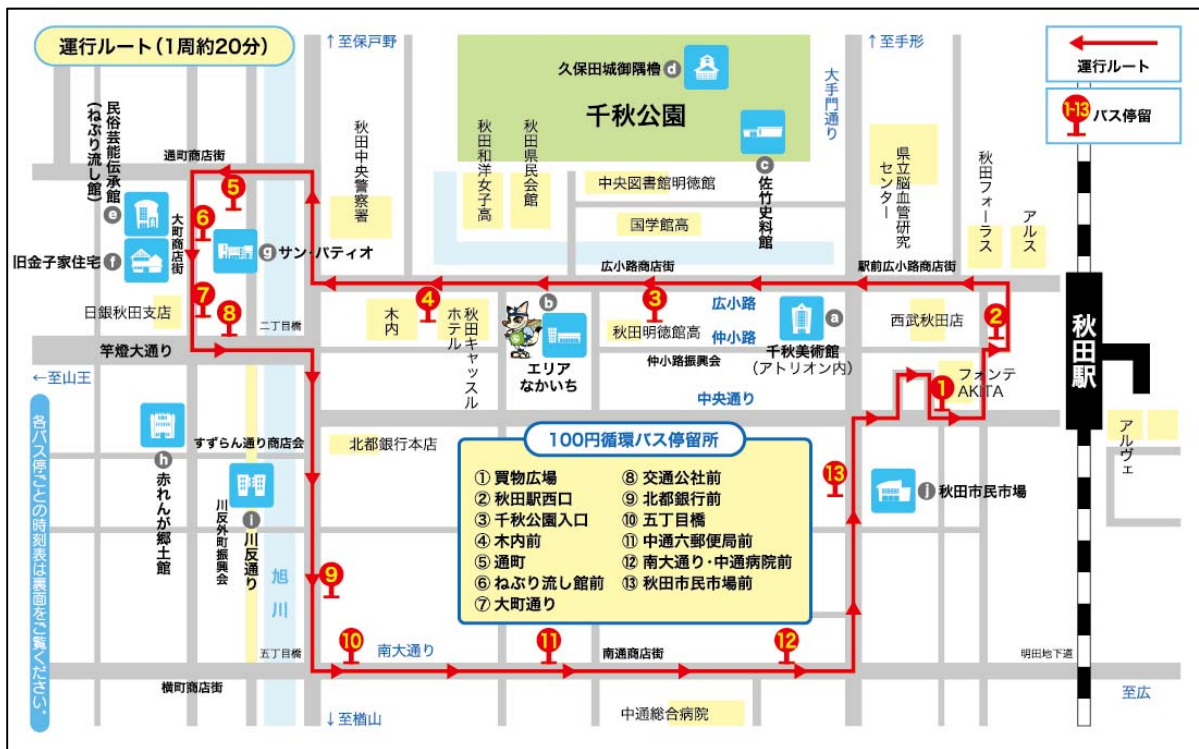 運行ルート(1周約20分)
↑至保戸野
↑至手形
運行ルート
1-13
バス停留
久保田城御隅櫓
d
千秋公園
大手門通り
民俗芸能伝承館
(ねぶり流し館)
通町商店街
秋田中央警察署
秋田和洋女子高
秋田県民会館
c
佐竹史料館
中央図書館明徳館
国学館高
県立脳血管研究
センター
秋田フォーラス
アルス
5
e
大町商店街
6
g
サン・パティオ
旧金子家住宅
f
広小路商店街
駅前広小路商店街
日銀秋田支店
7
8
二丁目橋
木内
4
秋田キャッスル
ホテル
b
エリア
なかいち
3
広小路
秋田明徳館高
仲小路
仲小路振興会
a
千秋美術館
(アトリオン内)
西武秋田店
2
秋田駅
竿燈大通り
←至山王
中央通り
1
フォンテ
AKITA
各バス停ごとの時刻表は裏面をご覧ください。
h
赤れんが郷土館
すずらん通り商店会
川反外町振興会
i
川反通り
旭川
北都銀行本店
100円循環バス停留所
① 買物広場
② 秋田駅西口
③ 千秋公園入口
④ 木内前
⑤ 通町
⑥ ねぶり流し館前
⑦ 大町通り
⑧ 交通公社前
⑨ 北都銀行前
⑩ 五丁目橋
⑪ 中通六郵便局前
⑫ 南大通り・中通病院前
⑬ 秋田市民市場前
13
j
秋田市民市場
アルヴェ
9
10
南大通り
11
南通商店街
12
五丁目橋
明田地下道
横町商店街
↓至楢山
中通総合病院
至広